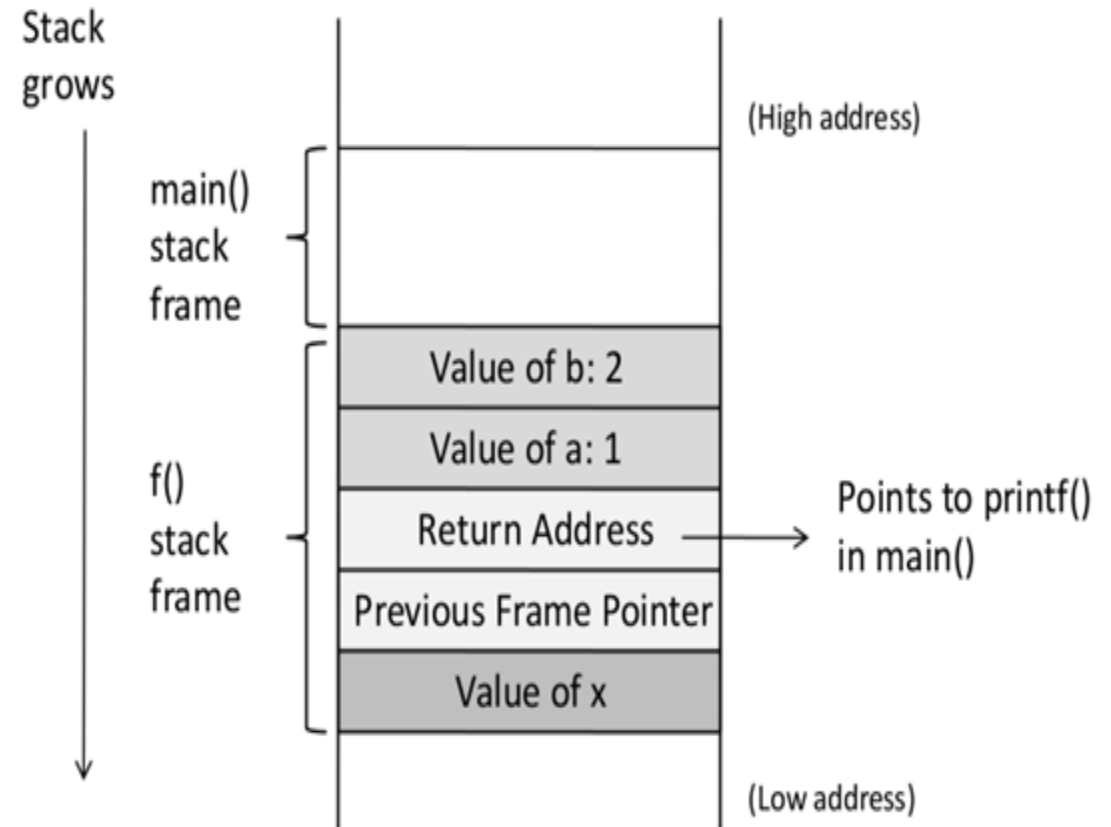 Stack
grows
(High address)
main()
stack
frame
Value of b: 2
Value of a: 1
f()
stack
frame
Return Address
Points to printf()
in main()
Previous Frame Pointer
Value of x
(Low address)